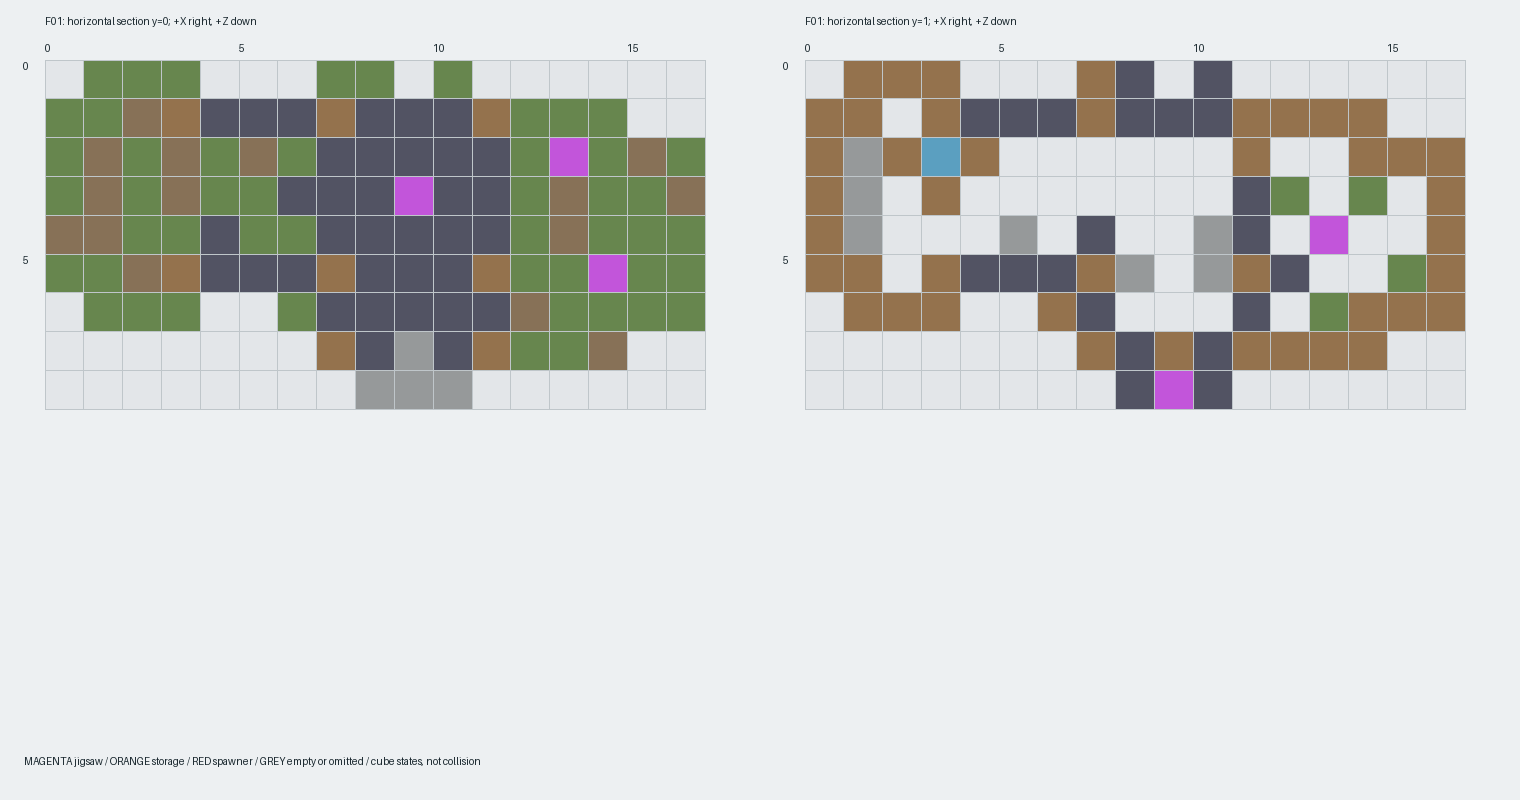 F01: horizontal section y=0; +X right, +Z down
F01: horizontal section y=1; +X right, +Z down
0 5 10 15
0 5 10 15
0
0
5
5
MAGENTA jigsaw / ORANGE storage / RED spawner / GREY empty or omitted / cube states, not collision